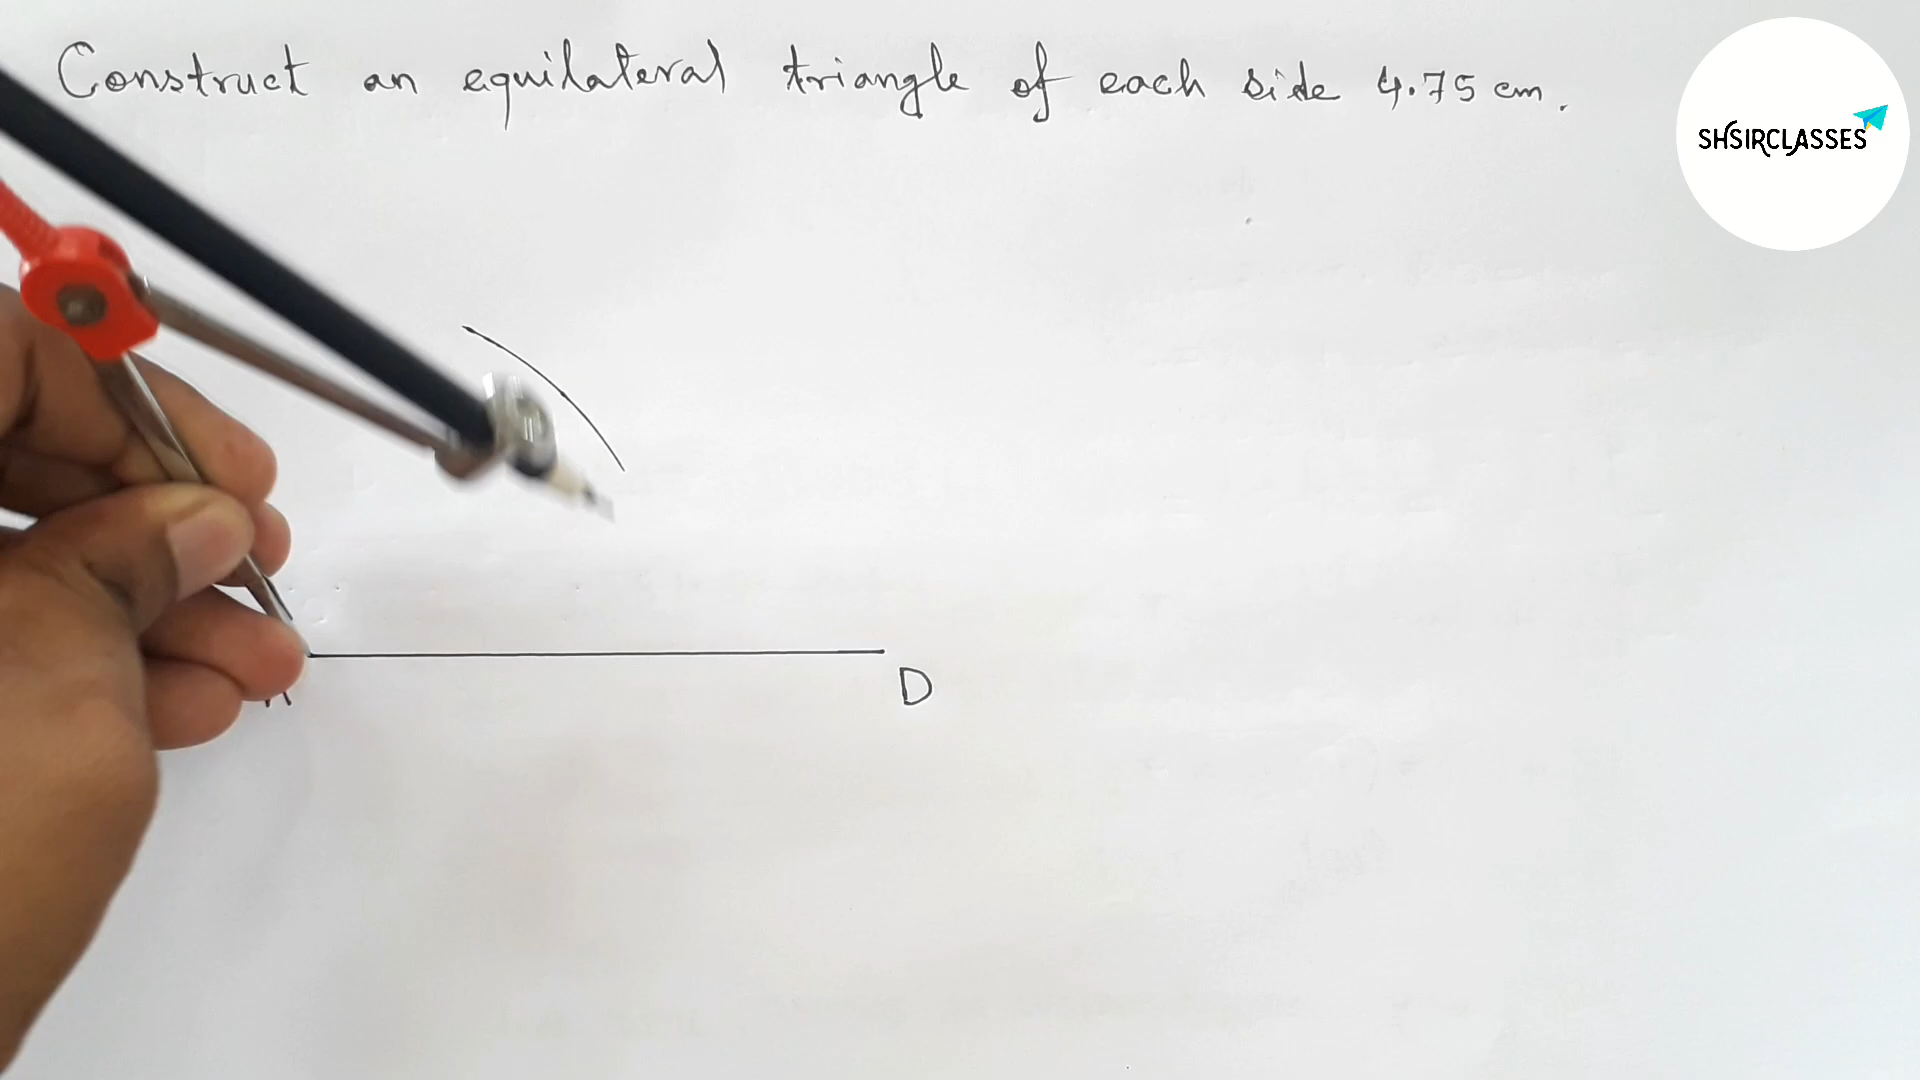 Construct an equilateral triangle of each side 4.75 cm.
SHSIRCLASSES
D